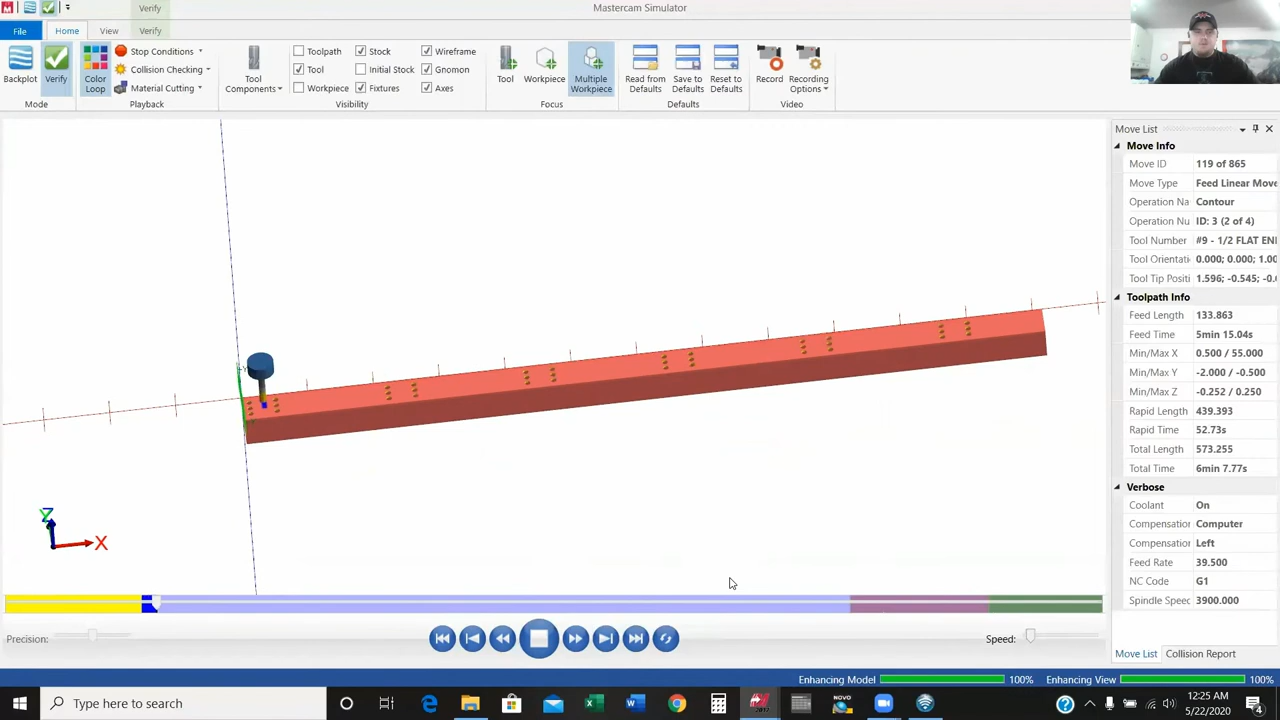 Verify
Mastercam Simulator
File
Home
View
Verify
Backplot
Verify
Mode
Color Loop
Stop Conditions
Collision Checking
Material Cutting
Playback
Tool Components
Toolpath
Tool
Workpiece
Stock
Initial Stock
Fixtures
Wireframe
Gnomon
Axes
Visibility
Tool
Workpiece
Multiple Workpiece
Focus
Read from Defaults
Save to Defaults
Reset to Defaults
Defaults
Record
Recording Options
Video
Move List
Move Info
Move ID 119 of 865
Move Type Feed Linear Move
Operation Na Contour
Operation Nu ID: 3 (2 of 4)
Tool Number #9 - 1/2 FLAT EN
Tool Orientati 0.000; 0.000; 1.00
Tool Tip Positi 1.596; -0.545; -0.
Toolpath Info
Feed Length 133.863
Feed Time 5min 15.04s
Min/Max X 0.500 / 55.000
Min/Max Y -2.000 / -0.500
Min/Max Z -0.252 / 0.250
Rapid Length 439.393
Rapid Time 52.73s
Total Length 573.255
Total Time 6min 7.77s
Verbose
Coolant On
Compensation Computer
Compensation Left
Feed Rate 39.500
NC Code G1
Spindle Speed 3900.000
Z
X
Precision:
Speed:
Move List
Collision Report
Enhancing Model 100% Enhancing View 100%
Type here to search
12:25 AM
5/22/2020